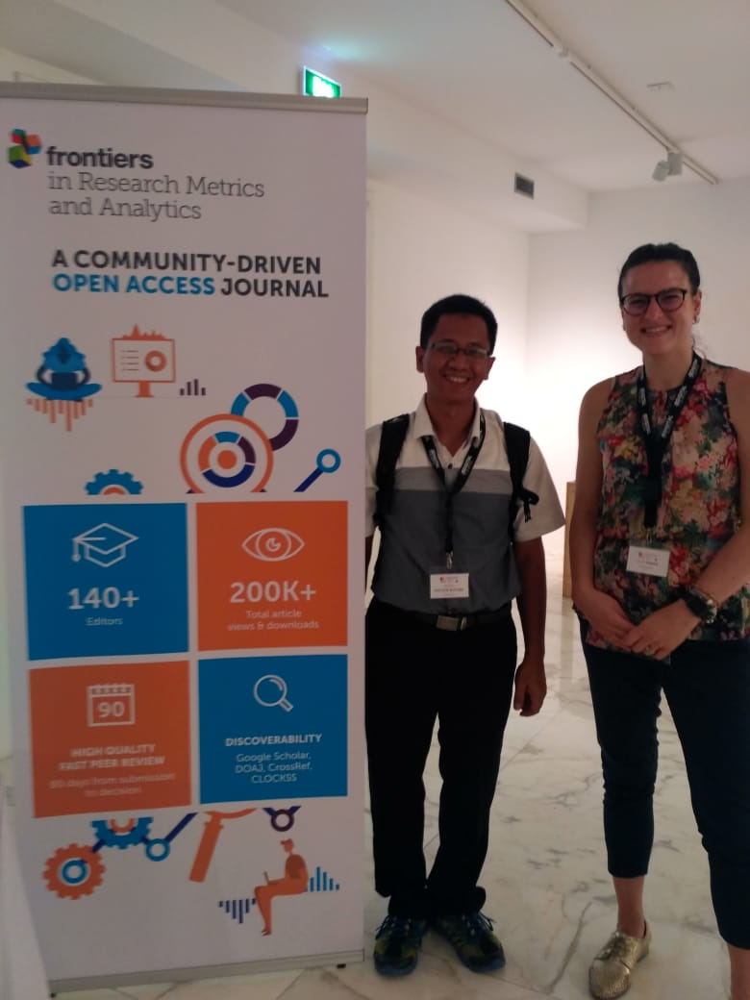 frontiers
in Research Metrics
and Analytics
A COMMUNITY-DRIVEN
OPEN ACCESS JOURNAL
140+
Editors
200K+
Total article
views & downloads
90
HIGH QUALITY
FAST PEER REVIEW
90 days from submission
to decision
DISCOVERABILITY
Google Scholar,
DOAJ, CrossRef,
CLOCKSS